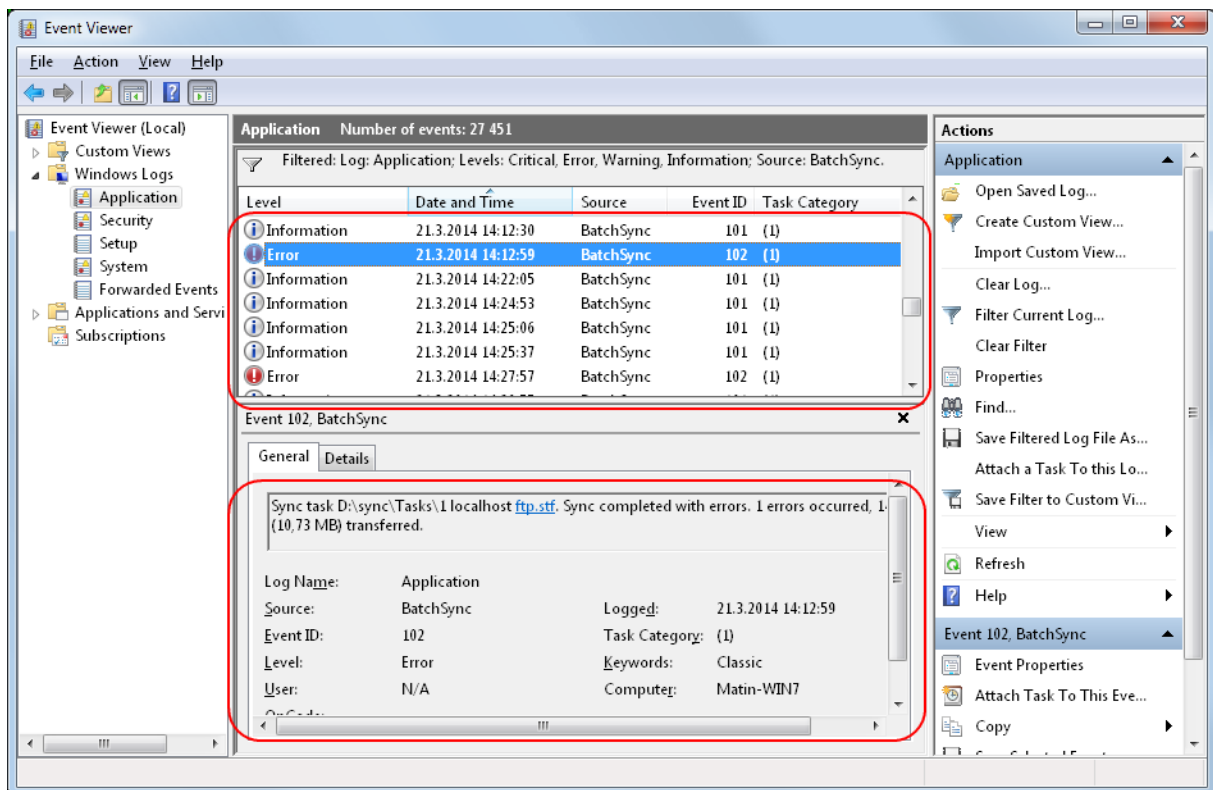 Event Viewer
File Action View Help
Event Viewer (Local)
Custom Views
Windows Logs
Application
Security
Setup
System
Forwarded Events
Applications and Servi
Subscriptions
Application Number of events: 27 451
Filtered: Log: Application; Levels: Critical, Error, Warning, Information; Source: BatchSync.
Level Date and Time Source Event ID Task Category
Information 21.3.2014 14:12:30 BatchSync 101 (1)
Error 21.3.2014 14:12:59 BatchSync 102 (1)
Information 21.3.2014 14:22:05 BatchSync 101 (1)
Information 21.3.2014 14:24:53 BatchSync 101 (1)
Information 21.3.2014 14:25:06 BatchSync 101 (1)
Information 21.3.2014 14:25:37 BatchSync 101 (1)
Error 21.3.2014 14:27:57 BatchSync 102 (1)
Event 102, BatchSync
General Details
Sync task D:\sync\Tasks\1 localhost ftp.stf. Sync completed with errors. 1 errors occurred, 1
(10,73 MB) transferred.
Log Name: Application
Source: BatchSync Logged: 21.3.2014 14:12:59
Event ID: 102 Task Category: (1)
Level: Error Keywords: Classic
User: N/A Computer: Matin-WIN7
Actions
Application
Open Saved Log...
Create Custom View...
Import Custom View...
Clear Log...
Filter Current Log...
Clear Filter
Properties
Find...
Save Filtered Log File As...
Attach a Task To this Lo...
Save Filter to Custom Vi...
View
Refresh
Help
Event 102, BatchSync
Event Properties
Attach Task To This Eve...
Copy